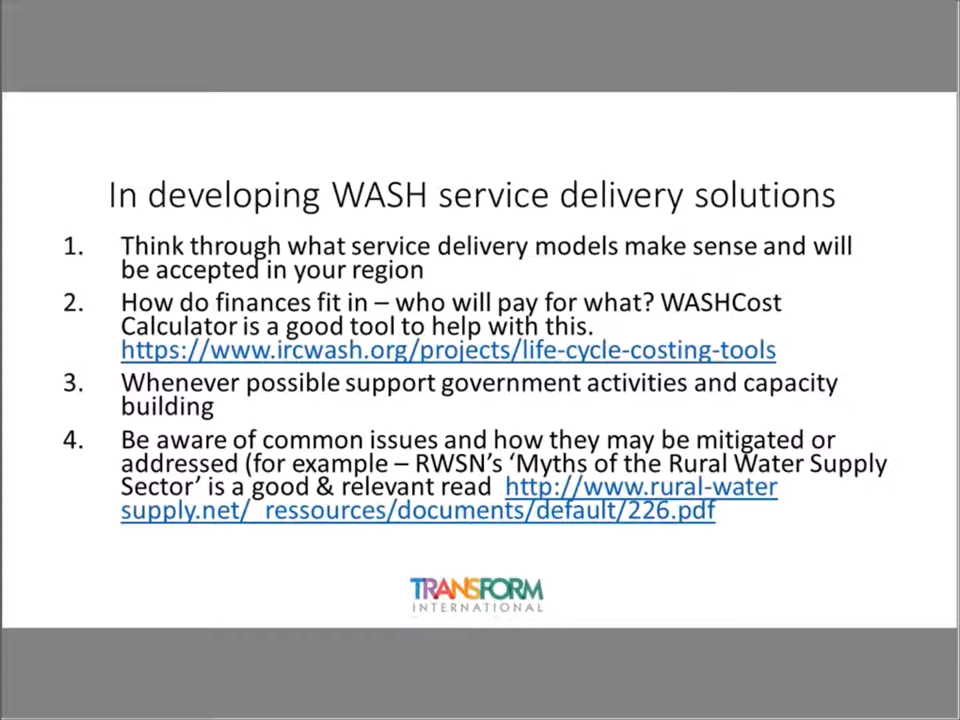 In developing WASH service delivery solutions
1. Think through what service delivery models make sense and will
be accepted in your region
2. How do finances fit in – who will pay for what? WASHCost
Calculator is a good tool to help with this.
https://www.ircwash.org/projects/life-cycle-costing-tools
3. Whenever possible support government activities and capacity
building
4. Be aware of common issues and how they may be mitigated or
addressed (for example – RWSN's 'Myths of the Rural Water Supply
Sector' is a good & relevant read http://www.rural-water
supply.net/_ressources/documents/default/226.pdf
TRANSFORM
INTERNATIONAL